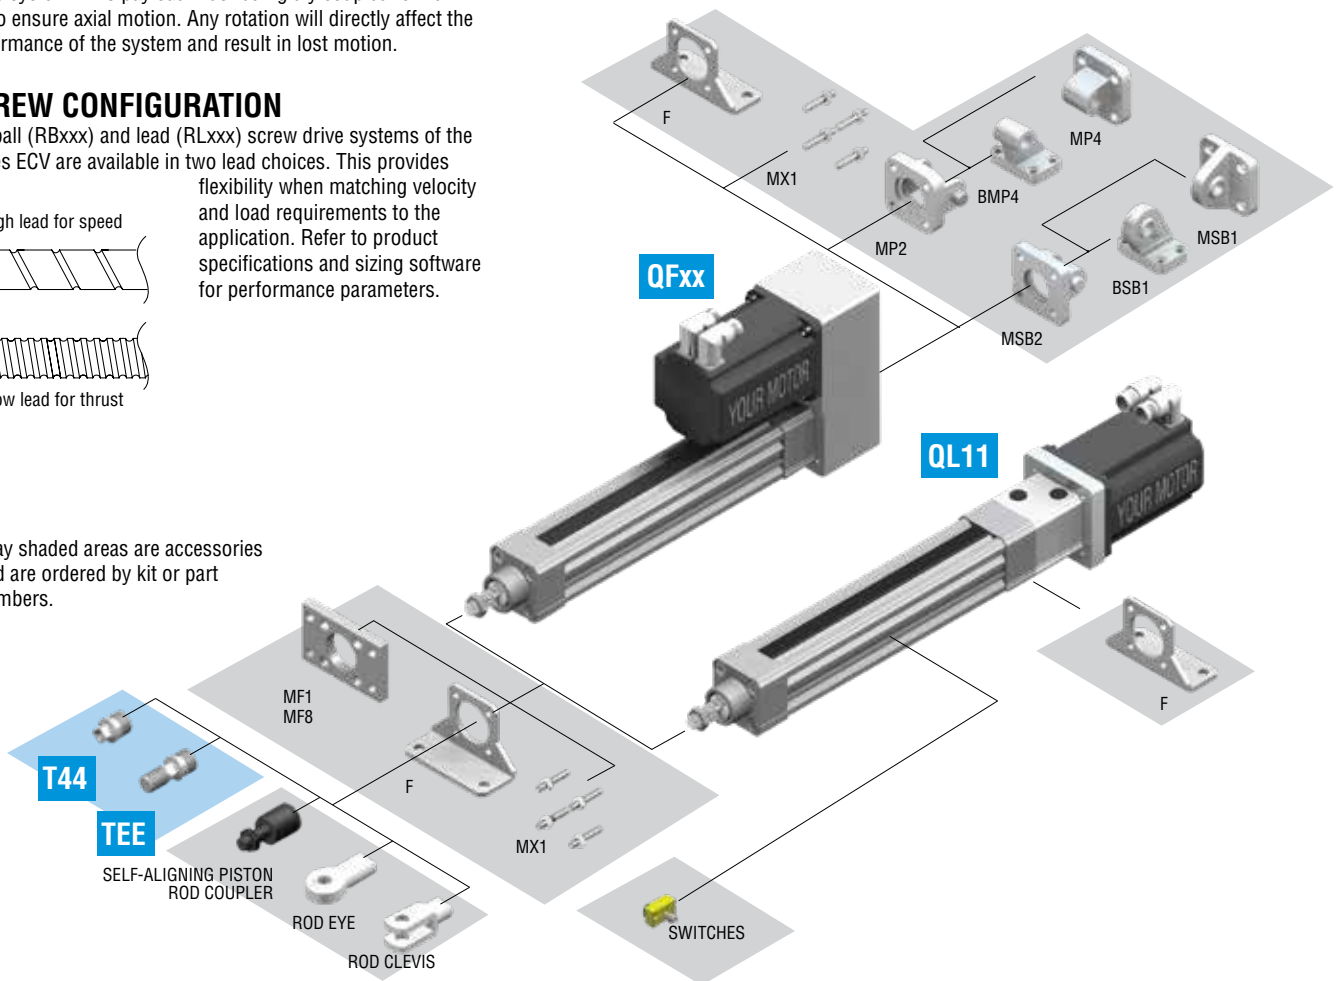 to ensure axial motion. Any rotation will directly affect the
ormance of the system and result in lost motion.
REW CONFIGURATION
ball (RBxxx) and lead (RLxxx) screw drive systems of the
es ECV are available in two lead choices. This provides
flexibility when matching velocity
and load requirements to the
application. Refer to product
specifications and sizing software
for performance parameters.
gh lead for speed
ow lead for thrust
ay shaded areas are accessories
d are ordered by kit or part
mbers.
F
MX1
MP4
BMP4
MP2
MSB1
BSB1
MSB2
QFxx
YOUR MOTOR
QL11
YOUR MOTOR
F
MF1
MF8
F
MX1
T44
TEE
SELF-ALIGNING PISTON
ROD COUPLER
ROD EYE
ROD CLEVIS
SWITCHES